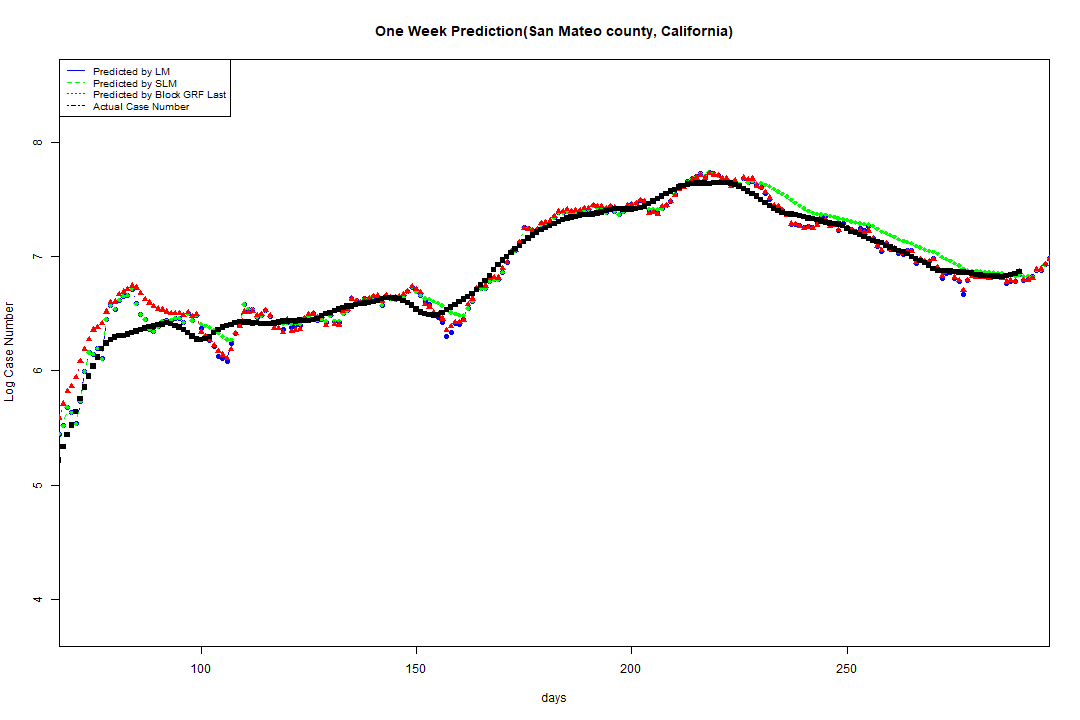 One Week Prediction(San Mateo county, California)
Predicted by LM
Predicted by SLM
Predicted by Block GRF Last
Actual Case Number
8
7
6
5
4
Log Case Number
100 150 200 250
days